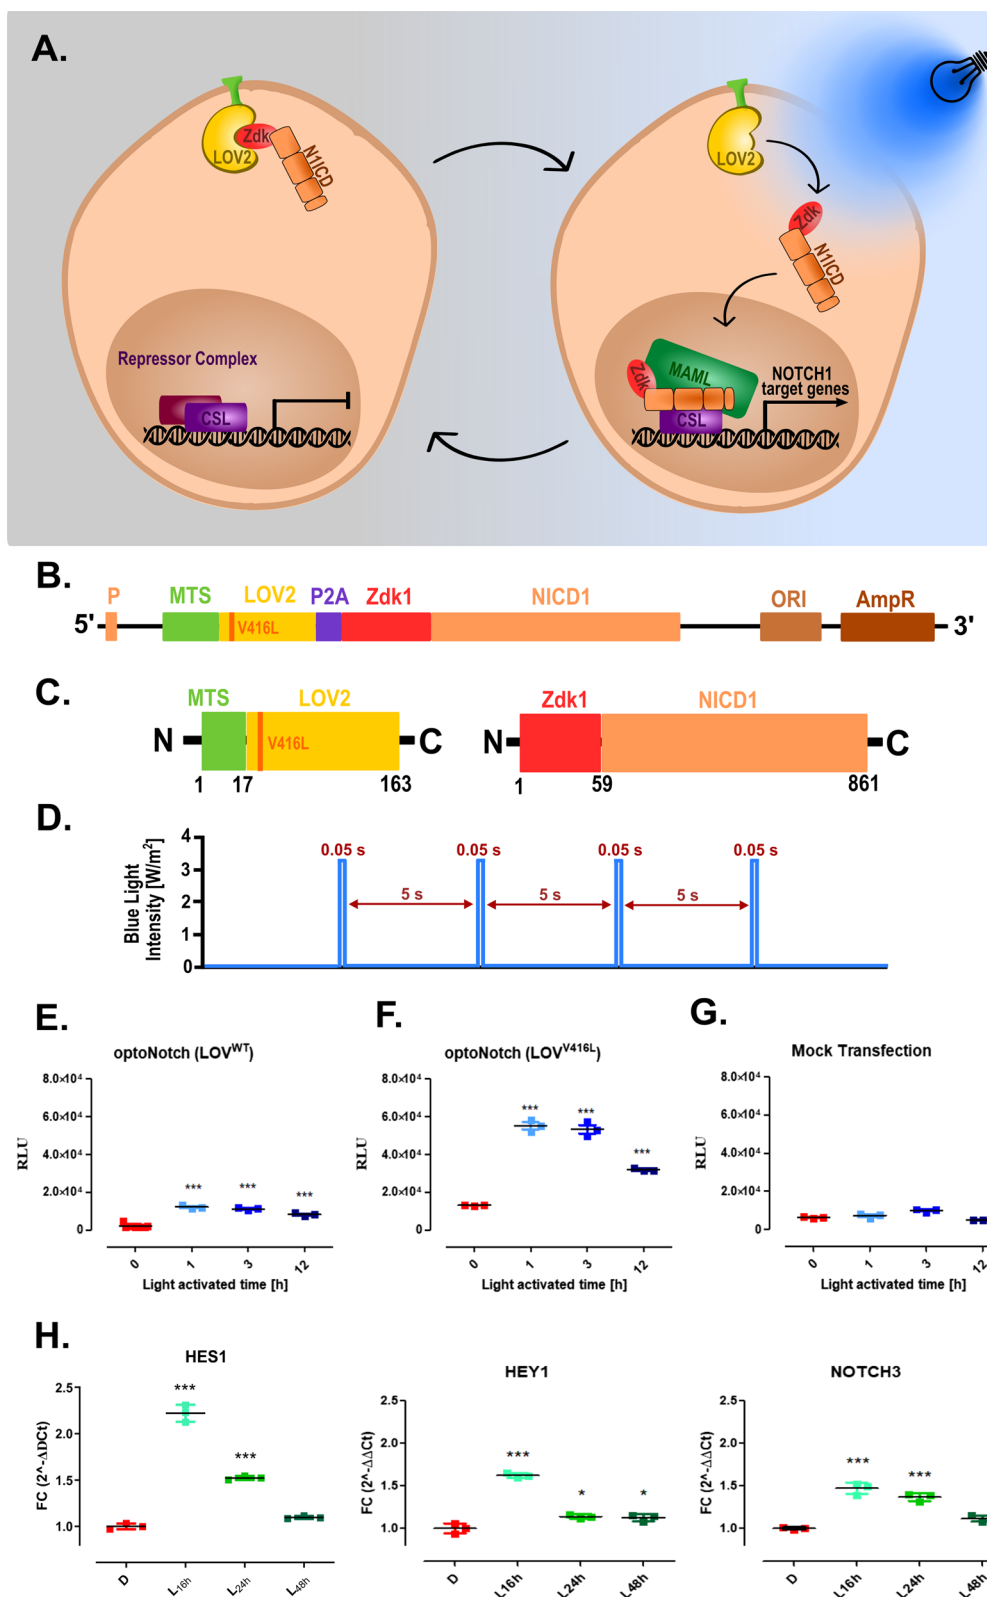 A.
Zdk
LOV2
N1ICD
LOV2
Zdk
N1ICD
Repressor Complex
CSL
Zdk
MAML
CSL
NOTCH1
target genes
B.
P
MTS
LOV2
P2A
Zdk1
NICD1
ORI
AmpR
5'
V416L
3'
C.
MTS
LOV2
Zdk1
NICD1
N
V416L
C
N
C
1
17
163
1
59
861
D.
Blue Light
Intensity [W/m²]
4
3
2
1
0
0.05 s
0.05 s
0.05 s
0.05 s
5 s
5 s
5 s
E.
optoNotch (LOVᵂᵀ)
RLU
8.0×10⁴
6.0×10⁴
4.0×10⁴
2.0×10⁴
0
***
***
***
0
1
3
12
Light activated time [h]
F.
optoNotch (LOVⱽ⁴¹⁶ᴸ)
RLU
8.0×10⁴
6.0×10⁴
4.0×10⁴
2.0×10⁴
0
***
***
***
0
1
3
12
Light activated time [h]
G.
Mock Transfection
RLU
8.0×10⁴
6.0×10⁴
4.0×10⁴
2.0×10⁴
0
0
1
3
12
Light activated time [h]
H.
HES1
FC (2^-ΔDCt)
2.5
2.0
1.5
1.0
***
***
D
L16h
L24h
L48h
HEY1
FC (2^-ΔΔCt)
2.5
2.0
1.5
1.0
***
*
*
D
L16h
L24h
L48h
NOTCH3
FC (2^-ΔΔCt)
2.5
2.0
1.5
1.0
***
***
D
L16h
L24h
L48h